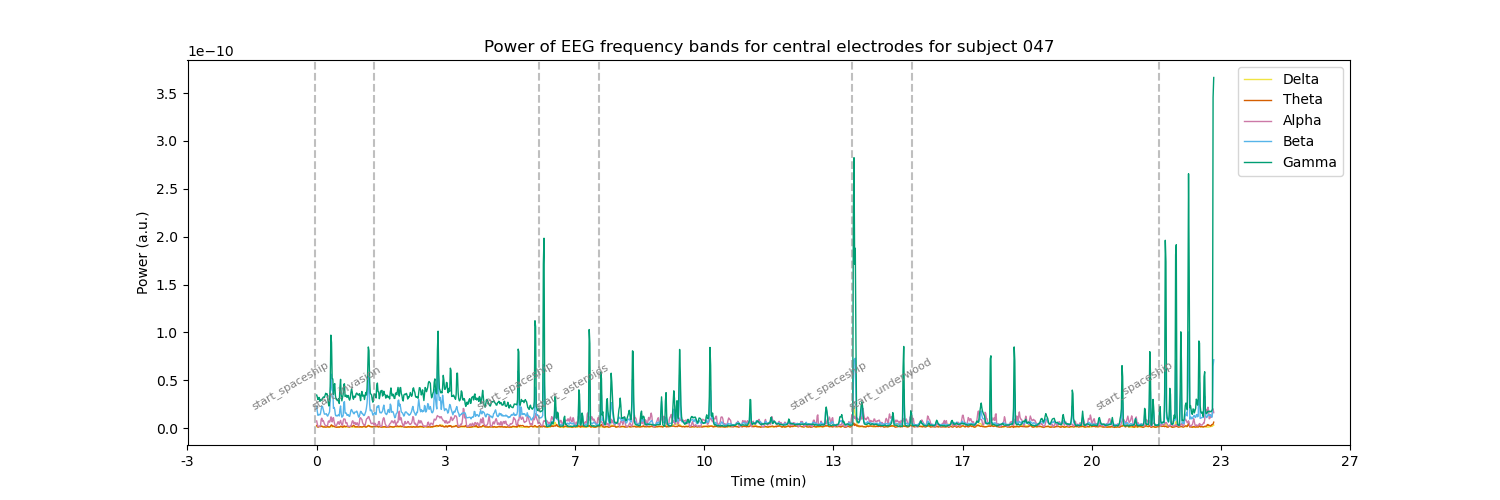 Power of EEG frequency bands for central electrodes for subject 047
1e−10
Power (a.u.)
3.5
3.0
2.5
2.0
1.5
1.0
0.5
0.0
start_spaceship
start_invasion
start_spaceship
start_asteroids
start_spaceship
start_underwood
start_spaceship
Delta
Theta
Alpha
Beta
Gamma
-3 0 3 7 10 13 17 20 23 27
Time (min)